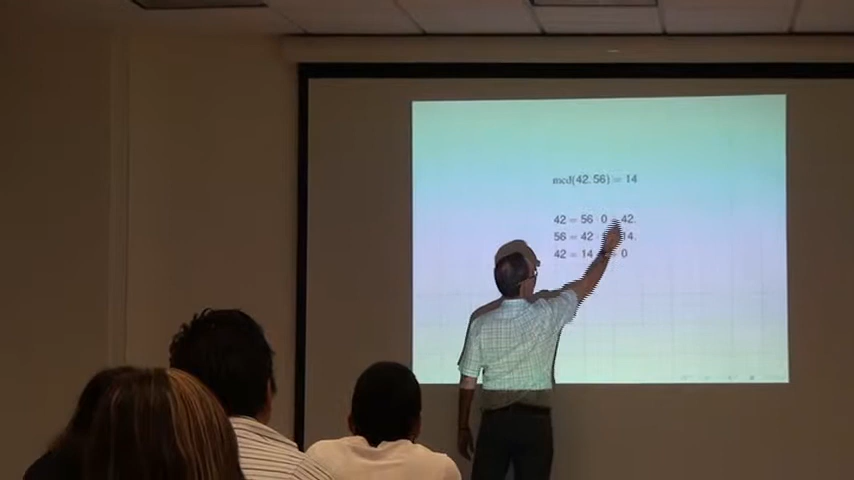 mcd(42, 56) = 14
42 = 56 0 + 42.
56 = 42 14.
42 = 14 0